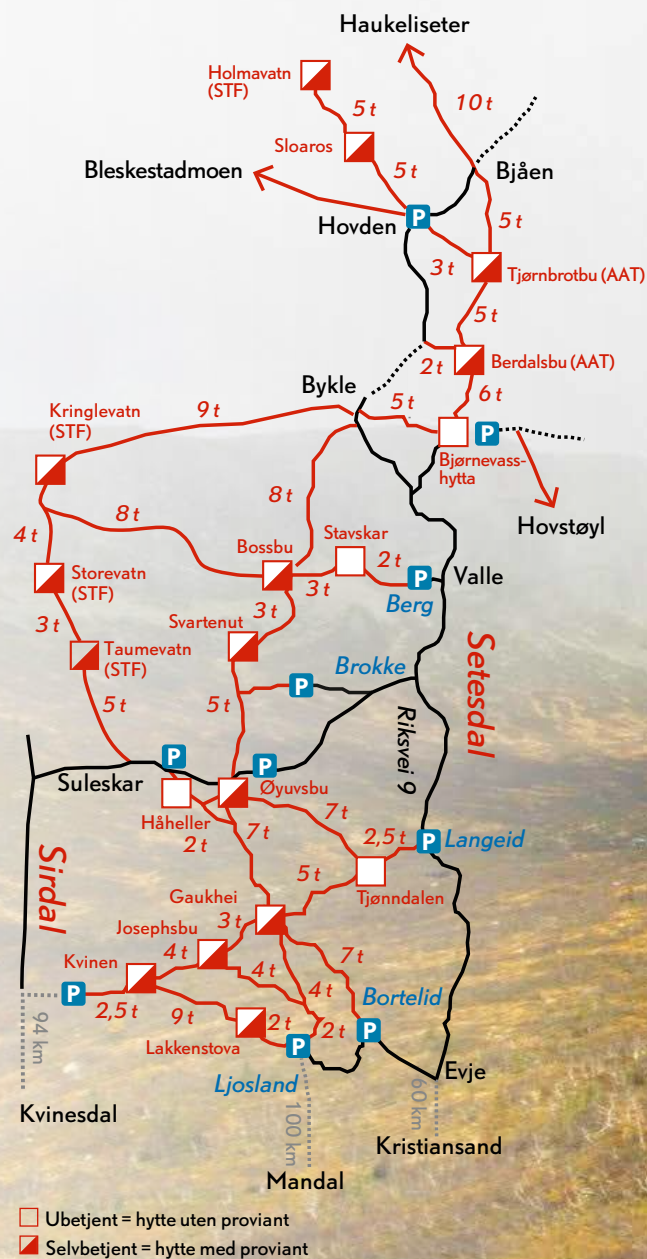 Haukeliseter
Holmavatn
(STF)
10 t
5 t
Sloaros
Bleskestadmoen
5 t
Bjåen
P
Hovden
5 t
3 t
Tjørnbrotbu (AAT)
5 t
2 t
Berdalsbu (AAT)
Bykle
6 t
Kringlevatn
(STF)
9 t
5 t
P
Bjørnevass-
hytta
8 t
Hovstøyl
4 t
8 t
Stavskar
Bossbu
2 t
P
Valle
Storevatn
(STF)
3 t
Berg
3 t
Svartenut
3 t
Taumevatn
(STF)
Brokke
P
Setesdal
5 t
5 t
Riksvei 9
P
P
Suleskar
Øyuvsbu
Håheller
2 t
7 t
7 t
2,5 t
P
Langeid
Sirdal
5 t
Tjønndalen
Gaukhei
3 t
Josephsbu
Kvinen
4 t
7 t
4 t
4 t
Bortelid
P
2,5 t
9 t
P
2 t
2 t
94 km
Lakkenstova
P
Evje
Ljosland
60 km
Kvinesdal
100 km
Kristiansand
Mandal
Ubetjent = hytte uten proviant
Selvbetjent = hytte med proviant